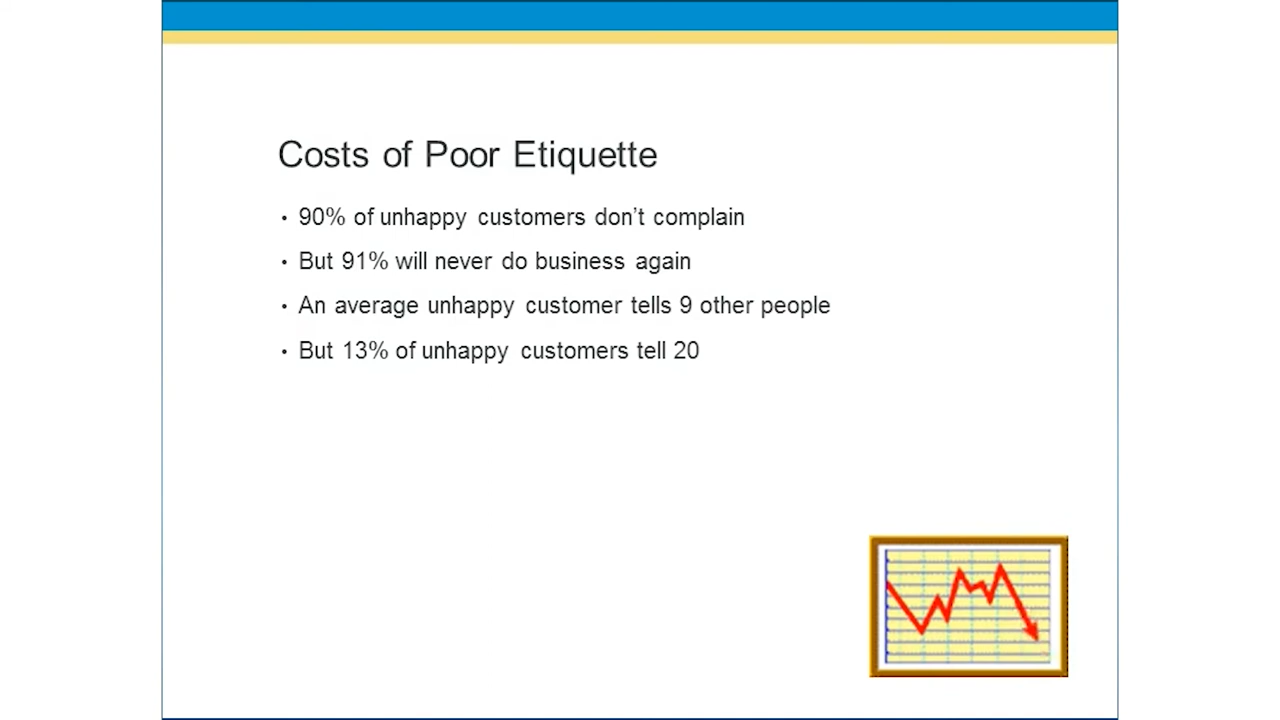 Costs of Poor Etiquette
• 90% of unhappy customers don’t complain
• But 91% will never do business again
• An average unhappy customer tells 9 other people
• But 13% of unhappy customers tell 20